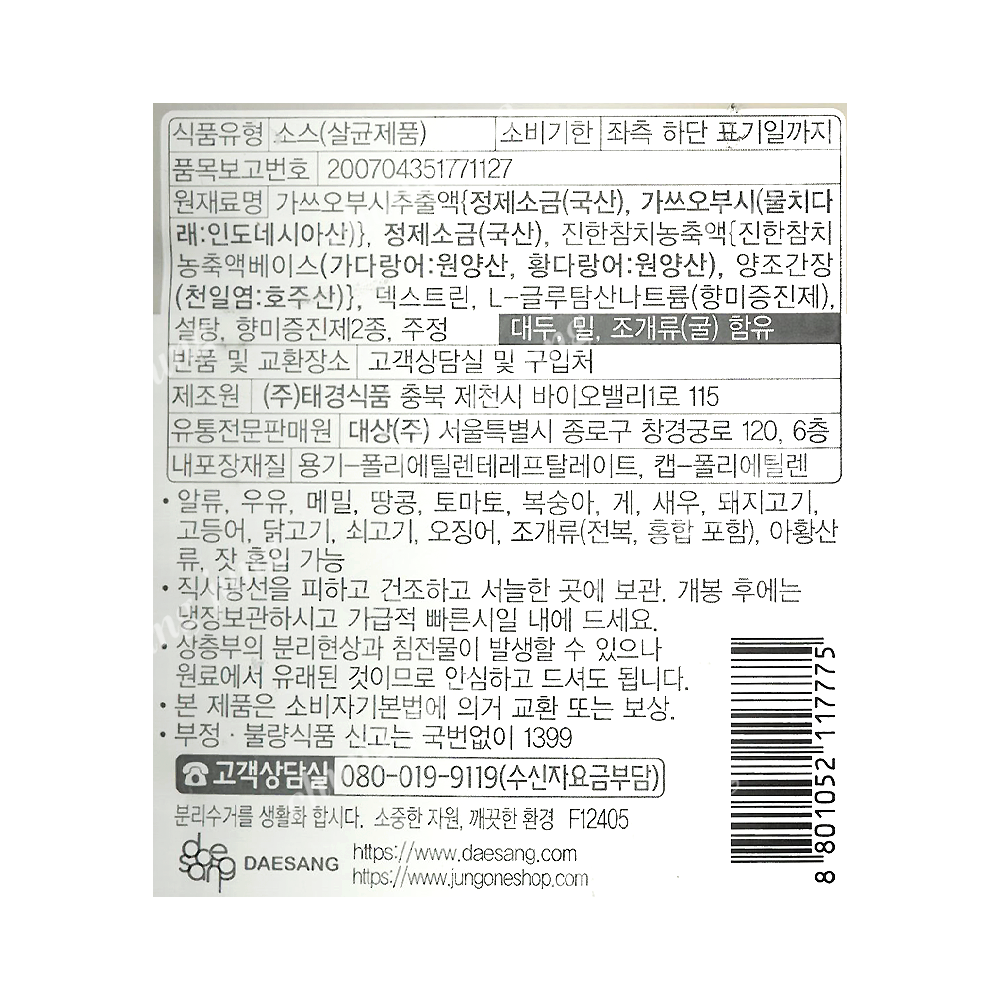 식품유형 소스(살균제품) 소비기한 좌측 하단 표기일까지
품목보고번호 200704351771127
원재료명 가쓰오부시추출액{정제소금(국산), 가쓰오부시(물치다
래:인도네시아산)}, 정제소금(국산), 진한참치농축액{진한참치
농축액베이스(가다랑어:원양산, 황다랑어:원양산), 양조간장
(천일염:호주산)}, 덱스트린, L-글루탐산나트륨(향미증진제),
설탕, 향미증진제2종, 주정 대두, 밀, 조개류(굴) 함유
반품 및 교환장소 고객상담실 및 구입처
제조원 (주)태경식품 충북 제천시 바이오밸리1로 115
유통전문판매원 대상(주) 서울특별시 종로구 창경궁로 120, 6층
내포장재질 용기-폴리에틸렌테레프탈레이트, 캡-폴리에틸렌
• 알류, 우유, 메밀, 땅콩, 토마토, 복숭아, 게, 새우, 돼지고기,
고등어, 닭고기, 쇠고기, 오징어, 조개류(전복, 홍합 포함), 아황산
류, 잣 혼입 가능
• 직사광선을 피하고 건조하고 서늘한 곳에 보관. 개봉 후에는
냉장보관하시고 가급적 빠른시일 내에 드세요.
• 상층부의 분리현상과 침전물이 발생할 수 있으나
원료에서 유래된 것이므로 안심하고 드셔도 됩니다.
• 본 제품은 소비자기본법에 의거 교환 또는 보상.
• 부정·불량식품 신고는 국번없이 1399
☎고객상담실 080-019-9119(수신자요금부담)
분리수거를 생활화 합시다. 소중한 자원, 깨끗한 환경 F12405
daesang DAESANG https://www.daesang.com
https://www.jungoneshop.com
8 801052 117775